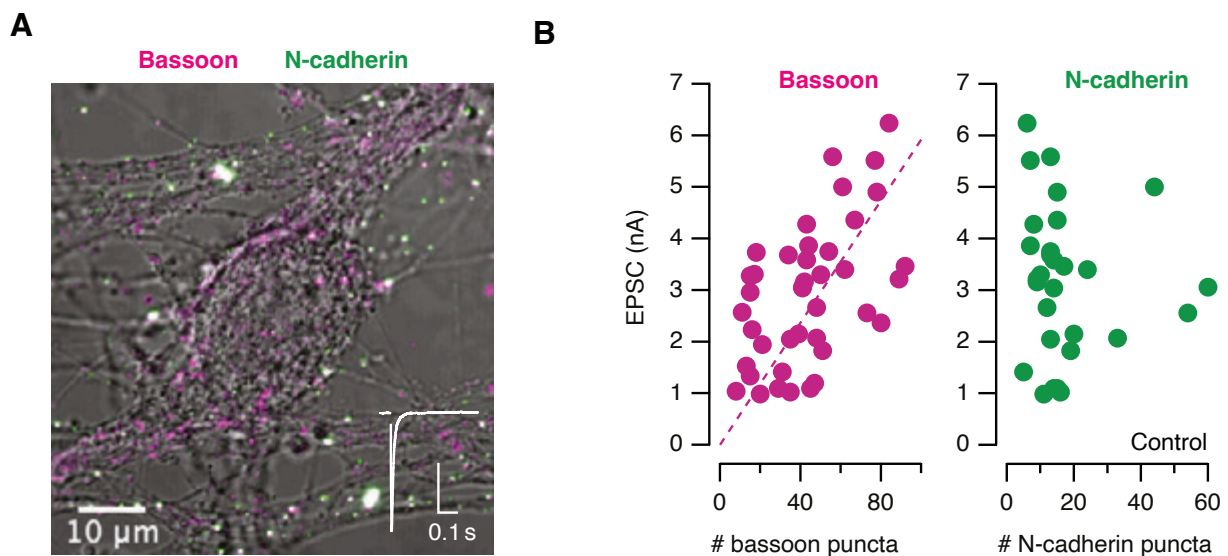 A
Bassoon N-cadherin
10 µm
0.1 s
B
Bassoon
N-cadherin
EPSC (nA)
7
6
5
4
3
2
1
0
0 40 80
# bassoon puncta
7
6
5
4
3
2
1
0
Control
0 20 40 60
# N-cadherin puncta